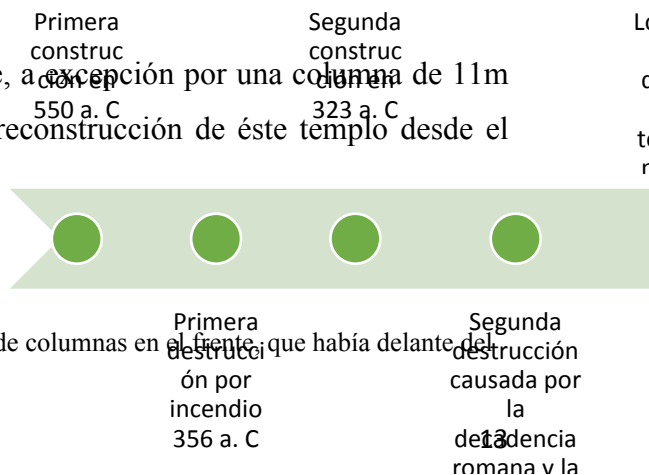 Primera
construc
ción en
550 a. C
Segunda
construc
ción en
323 a. C
a excepción por una columna de 11m
reconstrucción de éste templo desde el
Primera
destrucci
ón por
incendio
356 a. C
Segunda
destrucción
causada por
la
decadencia
romana y la
de columnas en el frente, que había delante del
13